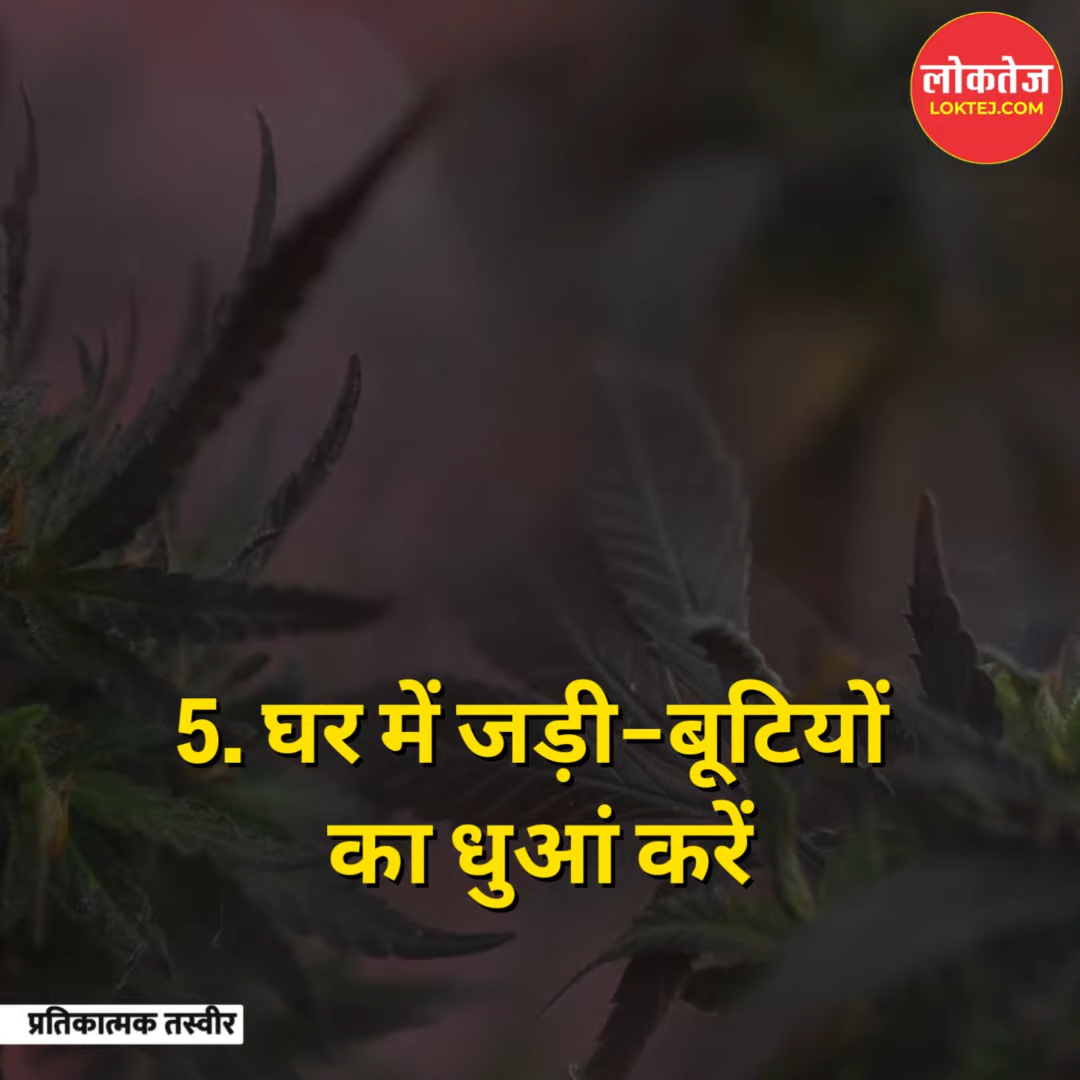 लोकतेज
LOKTEJ.COM
5. घर में जड़ी-बूटियों
का धुआं करें
प्रतिकात्मक तस्वीर